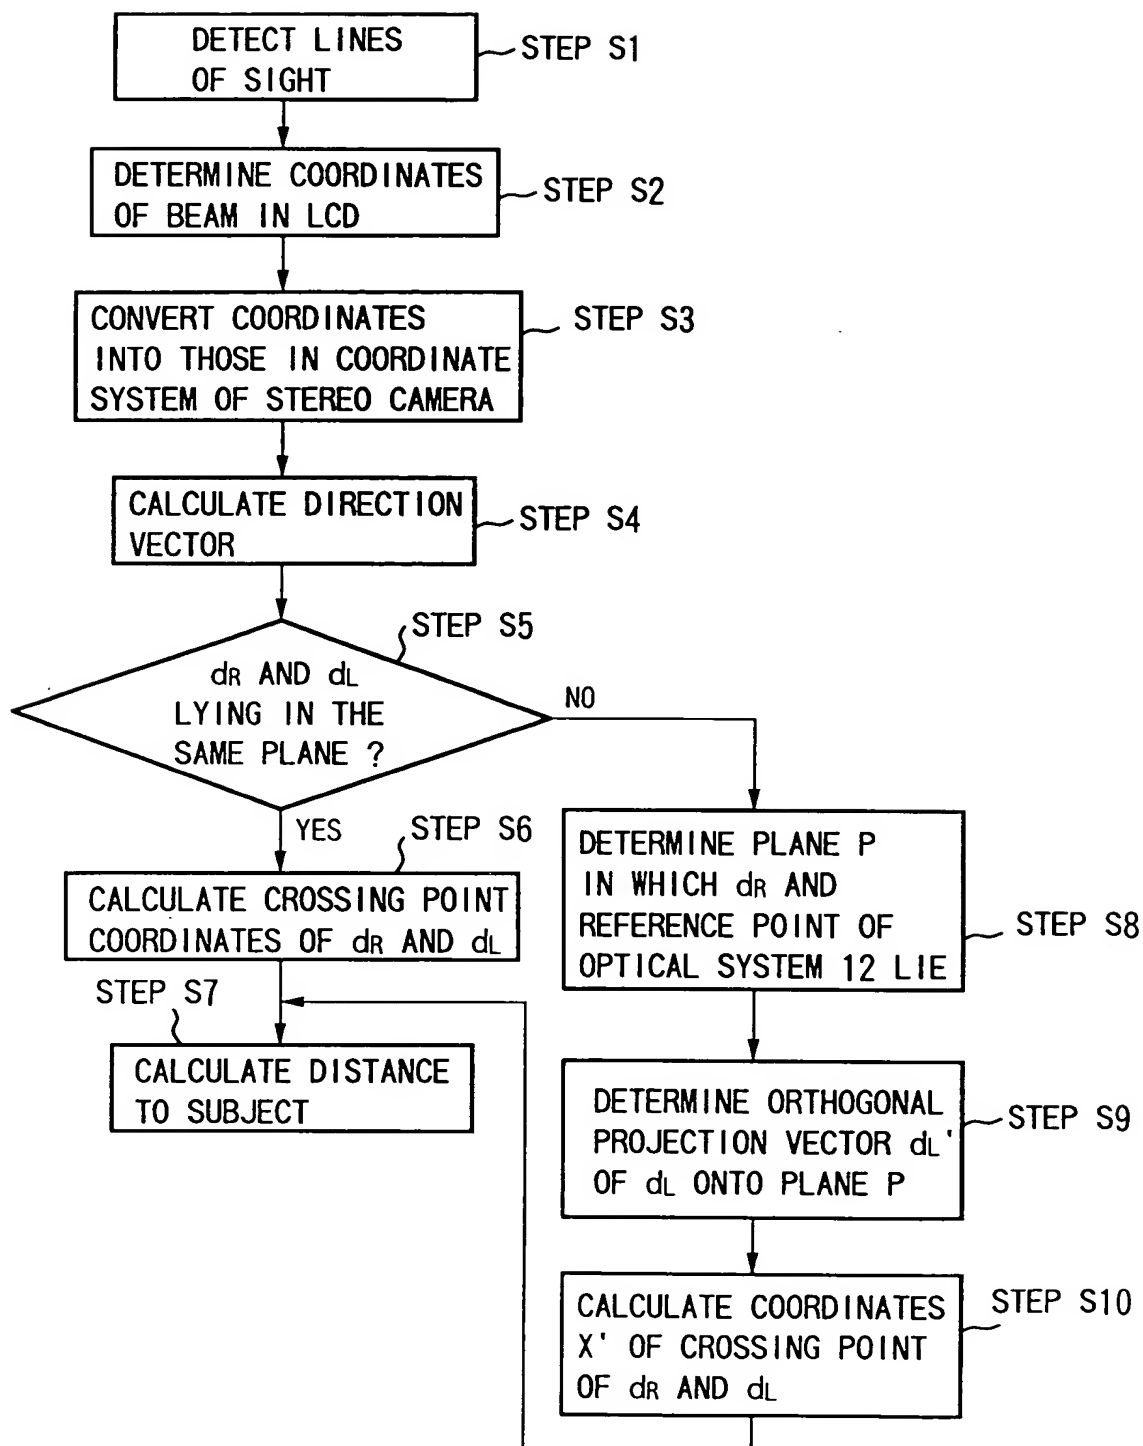 DETECT LINES
OF SIGHT
STEP S1
DETERMINE COORDINATES
OF BEAM IN LCD
STEP S2
CONVERT COORDINATES
INTO THOSE IN COORDINATE
SYSTEM OF STEREO CAMERA
STEP S3
CALCULATE DIRECTION
VECTOR
STEP S4
STEP S5
dR AND dL
LYING IN THE
SAME PLANE ?
NO
YES
STEP S6
CALCULATE CROSSING POINT
COORDINATES OF dR AND dL
STEP S7
CALCULATE DISTANCE
TO SUBJECT
DETERMINE PLANE P
IN WHICH dR AND
REFERENCE POINT OF
OPTICAL SYSTEM 12 LIE
STEP S8
DETERMINE ORTHOGONAL
PROJECTION VECTOR dL'
OF dL ONTO PLANE P
STEP S9
CALCULATE COORDINATES
X' OF CROSSING POINT
OF dR AND dL
STEP S10